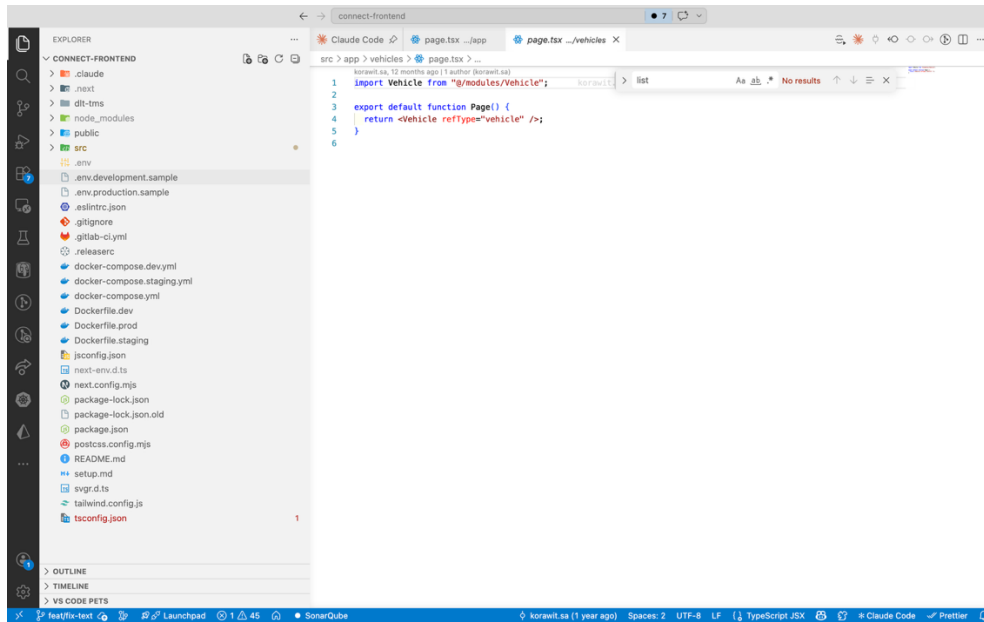 connect-frontend
7
EXPLORER
Claude Code
page.tsx .../app
page.tsx .../vehicles
CONNECT-FRONTEND
src > app > vehicles > page.tsx > ...
.claude
.next
dlt-tms
node_modules
public
src
.env
.env.development.sample
.env.production.sample
.eslintrc.json
.gitignore
.gitlab-ci.yml
.releaserc
docker-compose.dev.yml
docker-compose.staging.yml
docker-compose.yml
Dockerfile.dev
Dockerfile.prod
Dockerfile.staging
jsconfig.json
next-env.d.ts
next.config.mjs
package-lock.json
package-lock.json.old
package.json
postcss.config.mjs
README.md
setup.md
svgr.d.ts
tailwind.config.js
tsconfig.json 1
OUTLINE
TIMELINE
VS CODE PETS
korawit.sa, 12 months ago | 1 author (korawit.sa)
1 import Vehicle from "@/modules/Vehicle"; korawit.
2
3 export default function Page() {
4 return <Vehicle refType="vehicle" />;
5 }
6
list Aa ab .* No results
7
1
feat/fix-text Launchpad 1 45 SonarQube korawit.sa (1 year ago) Spaces: 2 UTF-8 LF TypeScript JSX Claude Code Prettier